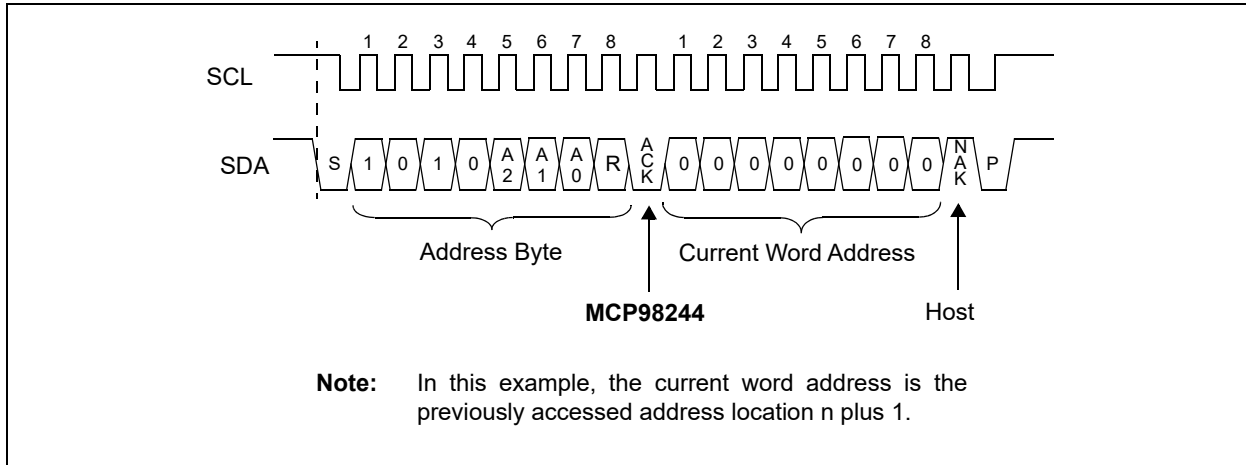 1 2 3 4 5 6 7 8 1 2 3 4 5 6 7 8
SCL
SDA S 1 0 1 0 A2 A1 A0 R ACK 0 0 0 0 0 0 0 0 NAK P
Address Byte Current Word Address
MCP98244 Host
Note: In this example, the current word address is the
previously accessed address location n plus 1.